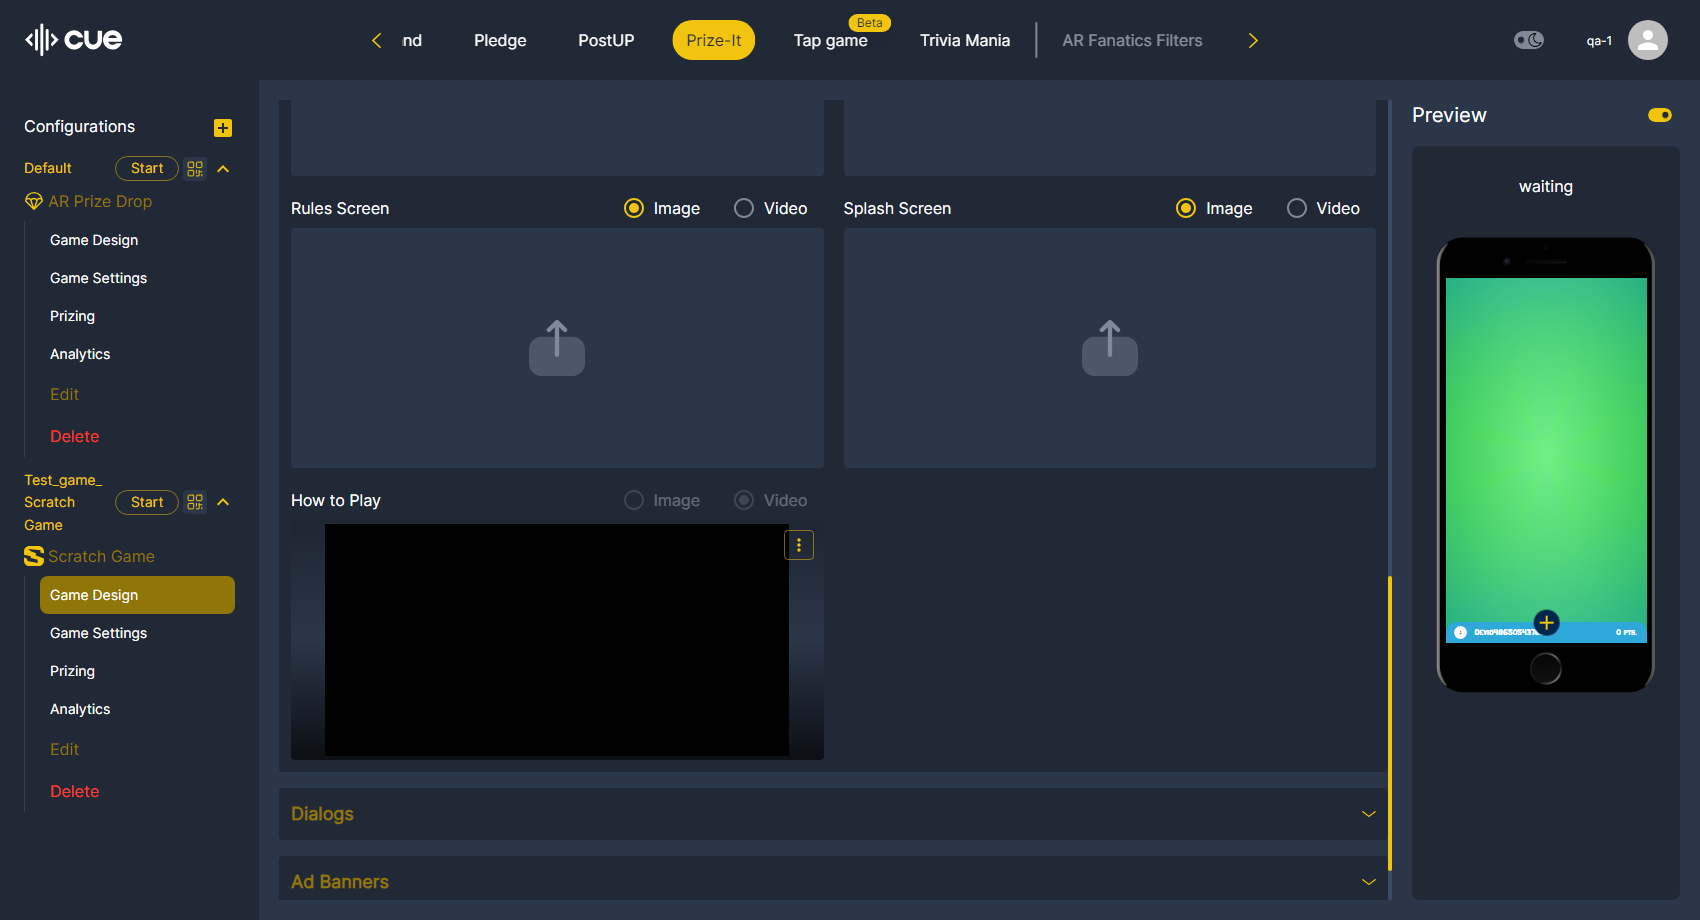 cue
nd
Pledge
PostUP
Prize-It
Beta
Tap game
Trivia Mania
AR Fanatics Filters
qa-1
Configurations
Default
Start
AR Prize Drop
Game Design
Game Settings
Prizing
Analytics
Edit
Delete
Test_game_
Scratch
Game
Start
Scratch Game
Game Design
Game Settings
Prizing
Analytics
Edit
Delete
Rules Screen
Image
Video
Splash Screen
Image
Video
How to Play
Image
Video
Dialogs
Ad Banners
Preview
waiting
0 PTS.